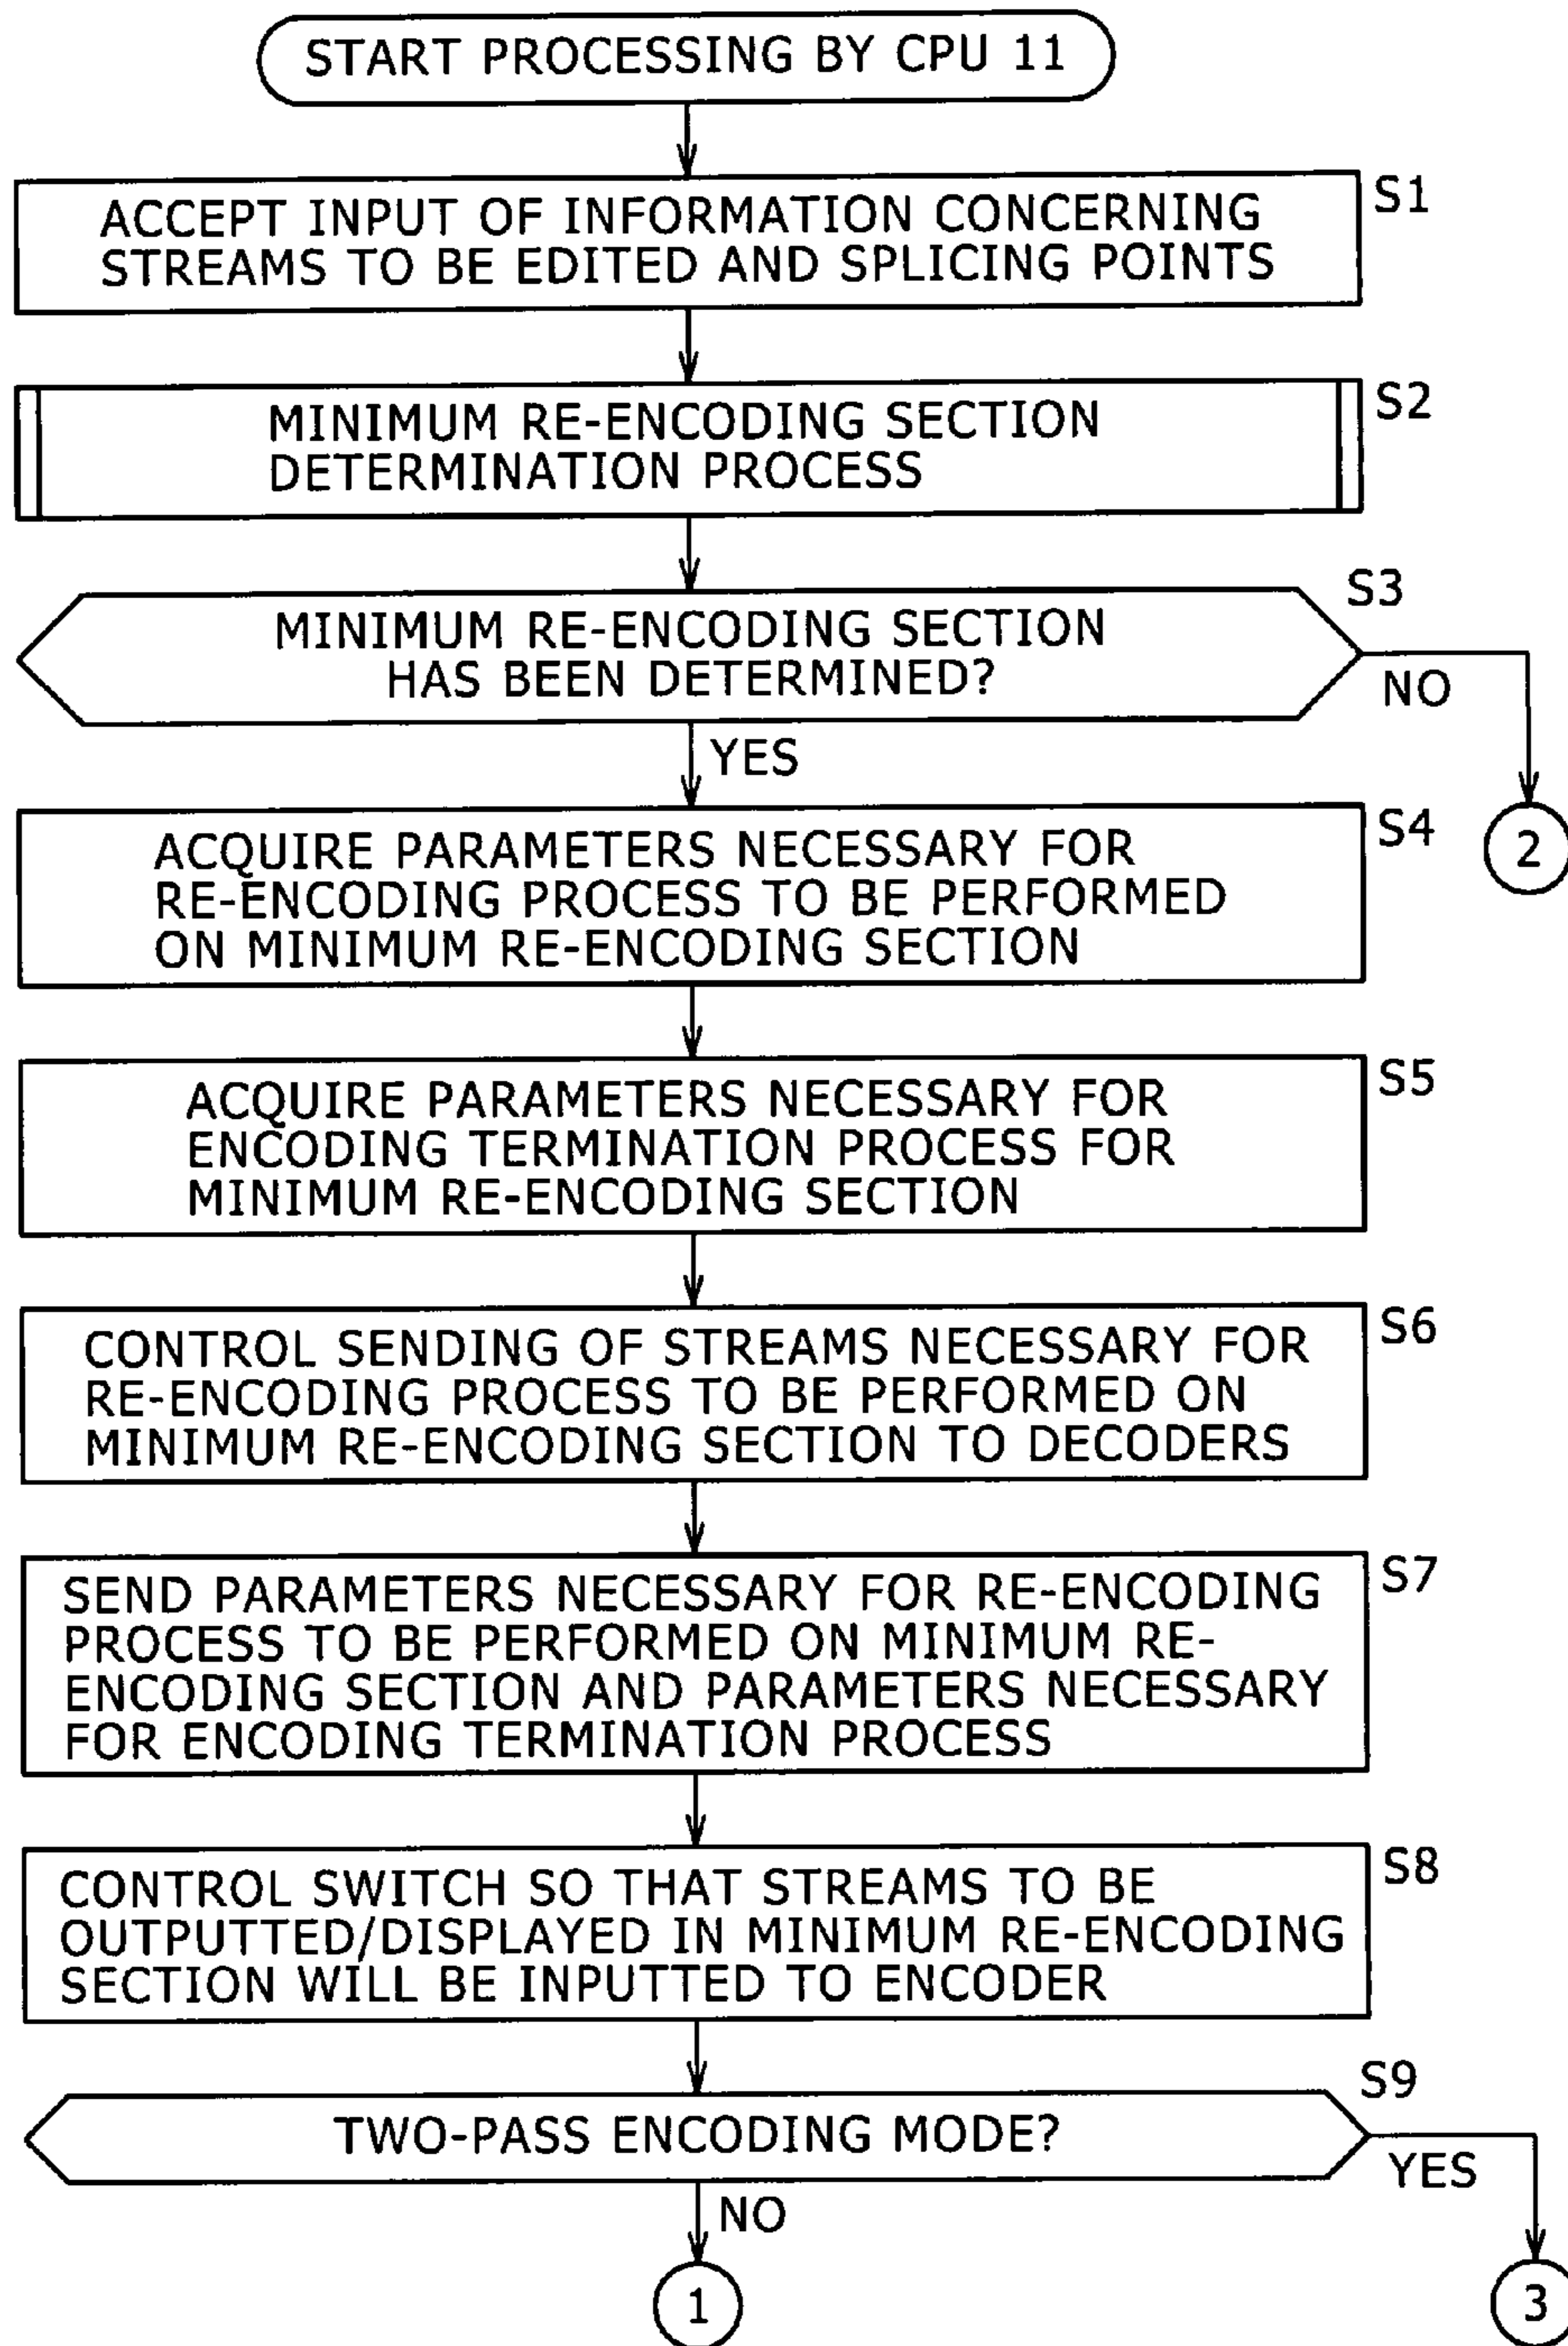 START PROCESSING BY CPU 11
S1
ACCEPT INPUT OF INFORMATION CONCERNING
STREAMS TO BE EDITED AND SPLICING POINTS
S2
MINIMUM RE-ENCODING SECTION
DETERMINATION PROCESS
S3
MINIMUM RE-ENCODING SECTION
HAS BEEN DETERMINED?
NO
YES
S4
2
ACQUIRE PARAMETERS NECESSARY FOR
RE-ENCODING PROCESS TO BE PERFORMED
ON MINIMUM RE-ENCODING SECTION
S5
ACQUIRE PARAMETERS NECESSARY FOR
ENCODING TERMINATION PROCESS FOR
MINIMUM RE-ENCODING SECTION
S6
CONTROL SENDING OF STREAMS NECESSARY FOR
RE-ENCODING PROCESS TO BE PERFORMED ON
MINIMUM RE-ENCODING SECTION TO DECODERS
S7
SEND PARAMETERS NECESSARY FOR RE-ENCODING
PROCESS TO BE PERFORMED ON MINIMUM RE-
ENCODING SECTION AND PARAMETERS NECESSARY
FOR ENCODING TERMINATION PROCESS
S8
CONTROL SWITCH SO THAT STREAMS TO BE
OUTPUTTED/DISPLAYED IN MINIMUM RE-ENCODING
SECTION WILL BE INPUTTED TO ENCODER
S9
TWO-PASS ENCODING MODE?
YES
NO
1
3